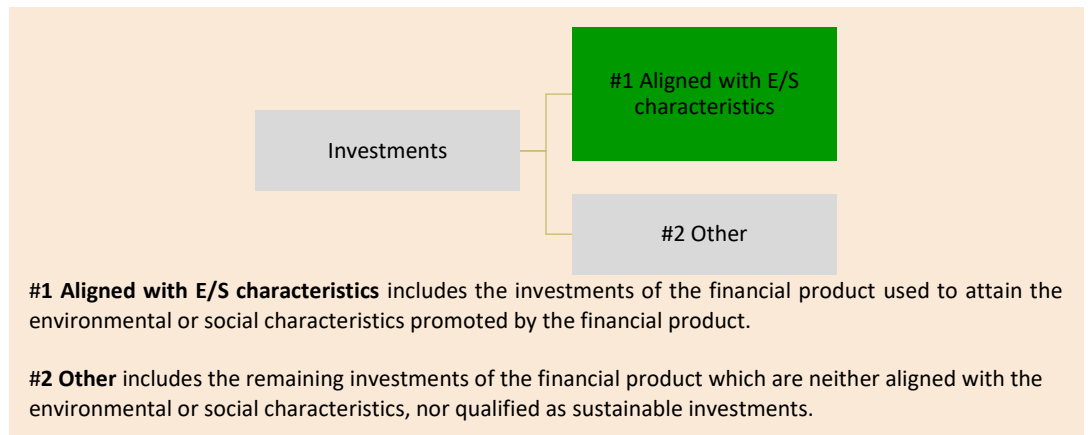 #1 Aligned with E/S
characteristics
Investments
#2 Other
#1 Aligned with E/S characteristics includes the investments of the financial product used to attain the
environmental or social characteristics promoted by the financial product.
#2 Other includes the remaining investments of the financial product which are neither aligned with the
environmental or social characteristics, nor qualified as sustainable investments.